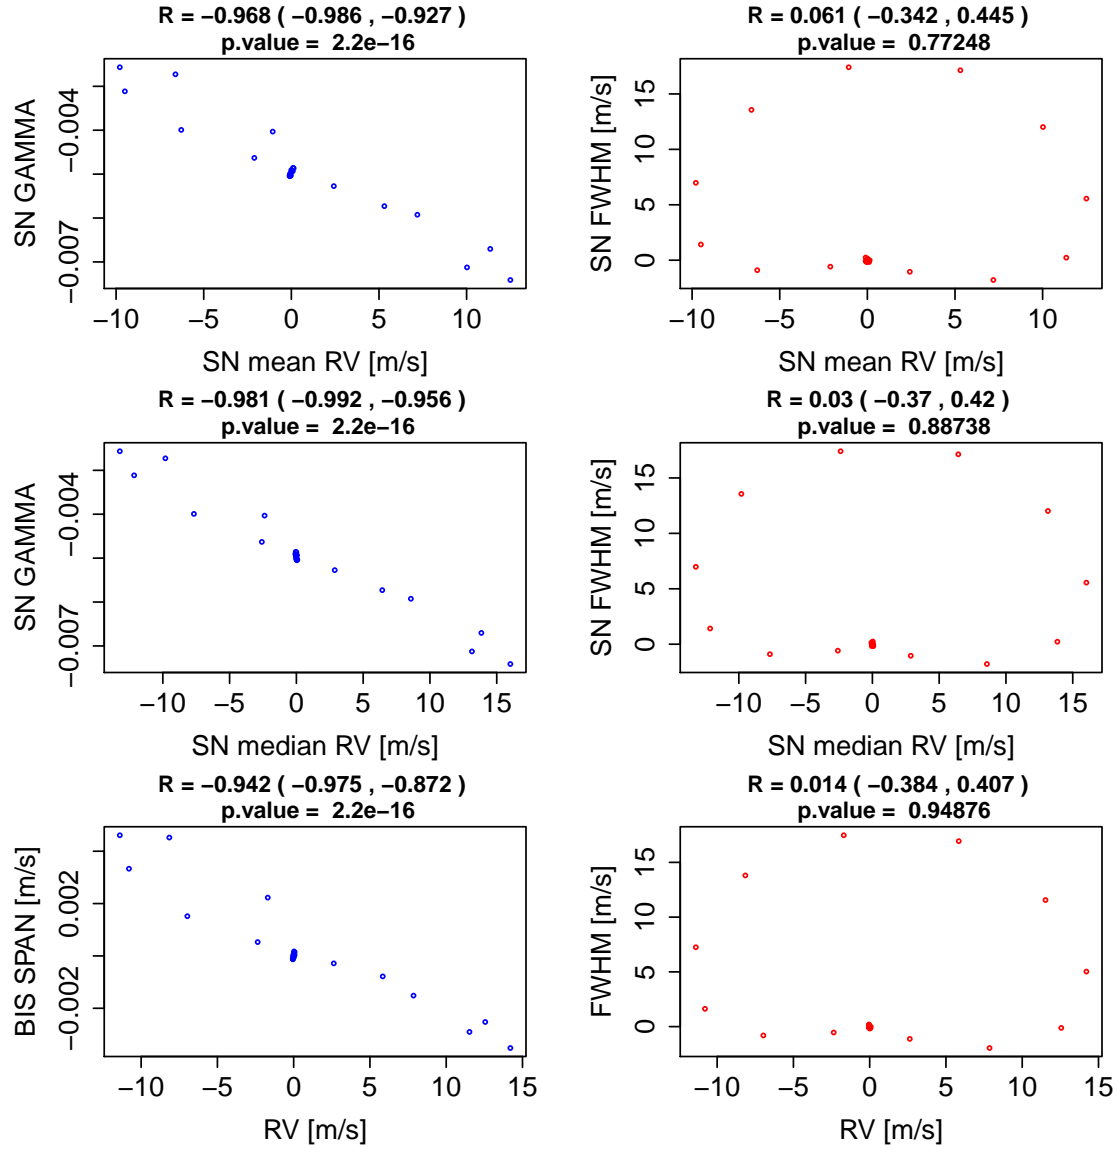 R = −0.968 ( −0.986 , −0.927 )
p.value = 2.2e−16
SN GAMMA
−0.004
−0.007
−10 −5 0 5 10
SN mean RV [m/s]
R = 0.061 (−0.342 , 0.445 )
p.value = 0.77248
SN FWHM [m/s]
15
10
5
0
−10 −5 0 5 10
SN mean RV [m/s]
R = −0.981 ( −0.992 , −0.956 )
p.value = 2.2e−16
SN GAMMA
−0.004
−0.007
−10 −5 0 5 10 15
SN median RV [m/s]
R = 0.03 (−0.37 , 0.42 )
p.value = 0.88738
SN FWHM [m/s]
15
10
5
0
−10 −5 0 5 10 15
SN median RV [m/s]
R = −0.942 ( −0.975 , −0.872 )
p.value = 2.2e−16
BIS SPAN [m/s]
0.002
−0.002
−10 −5 0 5 10 15
RV [m/s]
R = 0.014 (−0.384 , 0.407 )
p.value = 0.94876
FWHM [m/s]
15
10
5
0
−10 −5 0 5 10 15
RV [m/s]